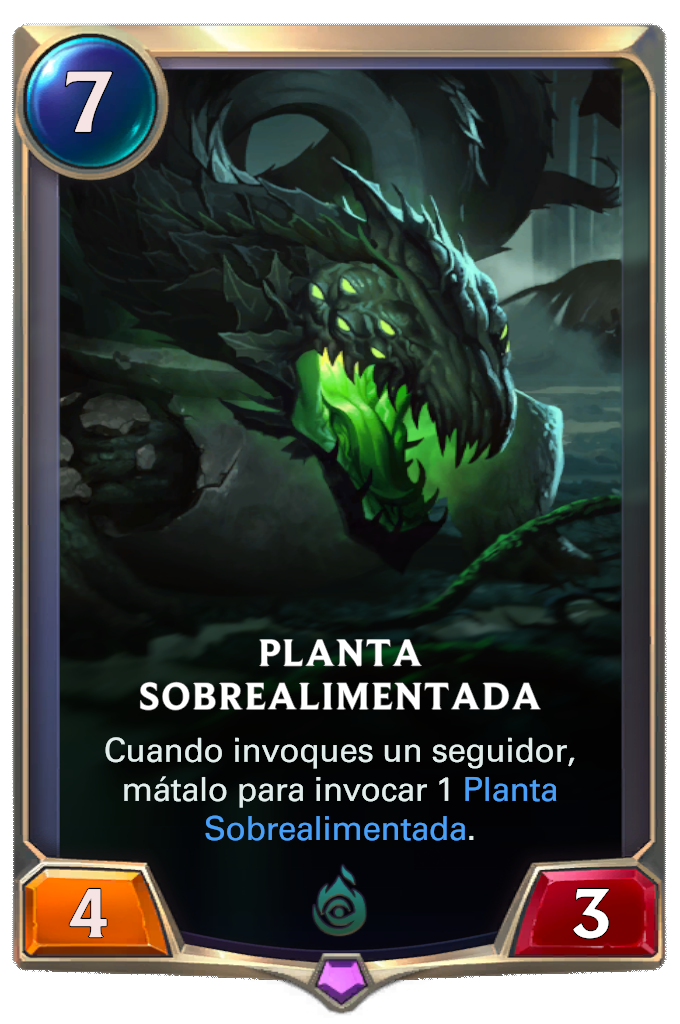 7
PLANTA
SOBREALIMENTADA
Cuando invoques un seguidor,
mátalo para invocar 1 Planta
Sobrealimentada.
4
3